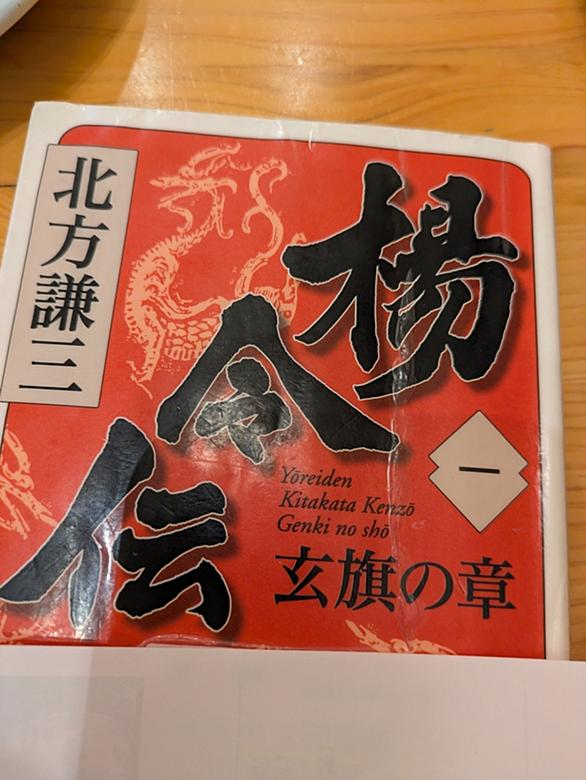 北方謙三
楊令伝
一
Yōreiden
Kitakata Kenzō
Genki no shō
玄旗の章